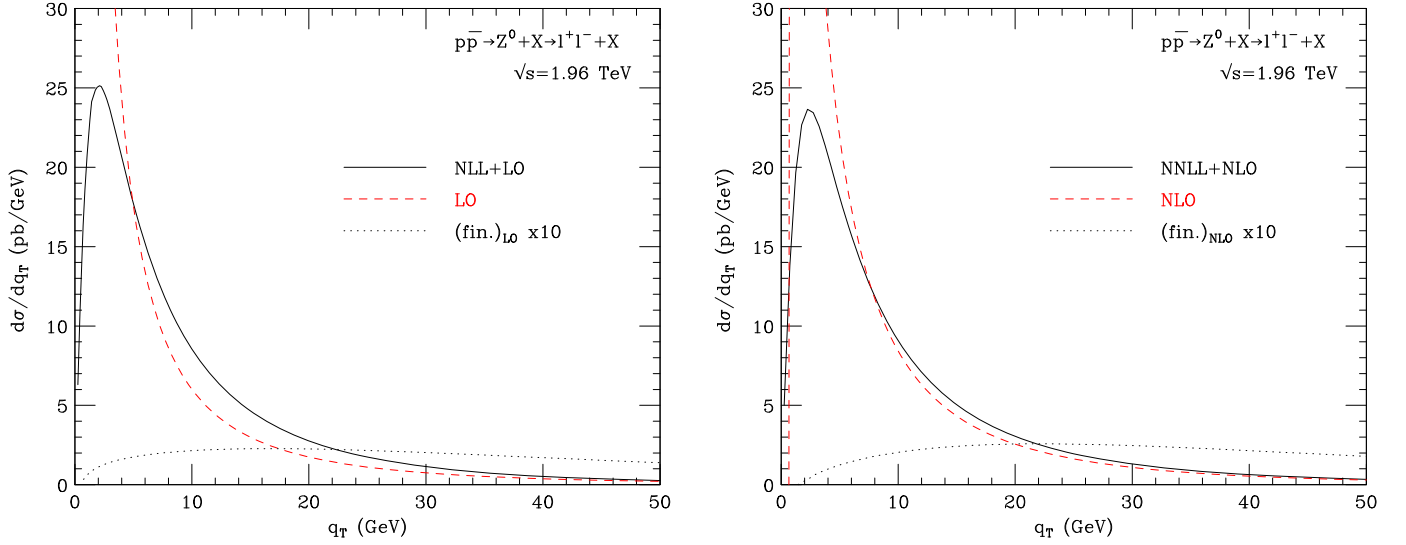 pp̅→Z⁰+X→l⁺l⁻+X
√s=1.96 TeV
NLL+LO
LO
(fin.)LO x10
dσ/dqT (pb/GeV)
30
25
20
15
10
5
0
0 10 20 30 40 50
qT (GeV)
pp̅→Z⁰+X→l⁺l⁻+X
√s=1.96 TeV
NNLL+NLO
NLO
(fin.)NLO x10
dσ/dqT (pb/GeV)
30
25
20
15
10
5
0
0 10 20 30 40 50
qT (GeV)